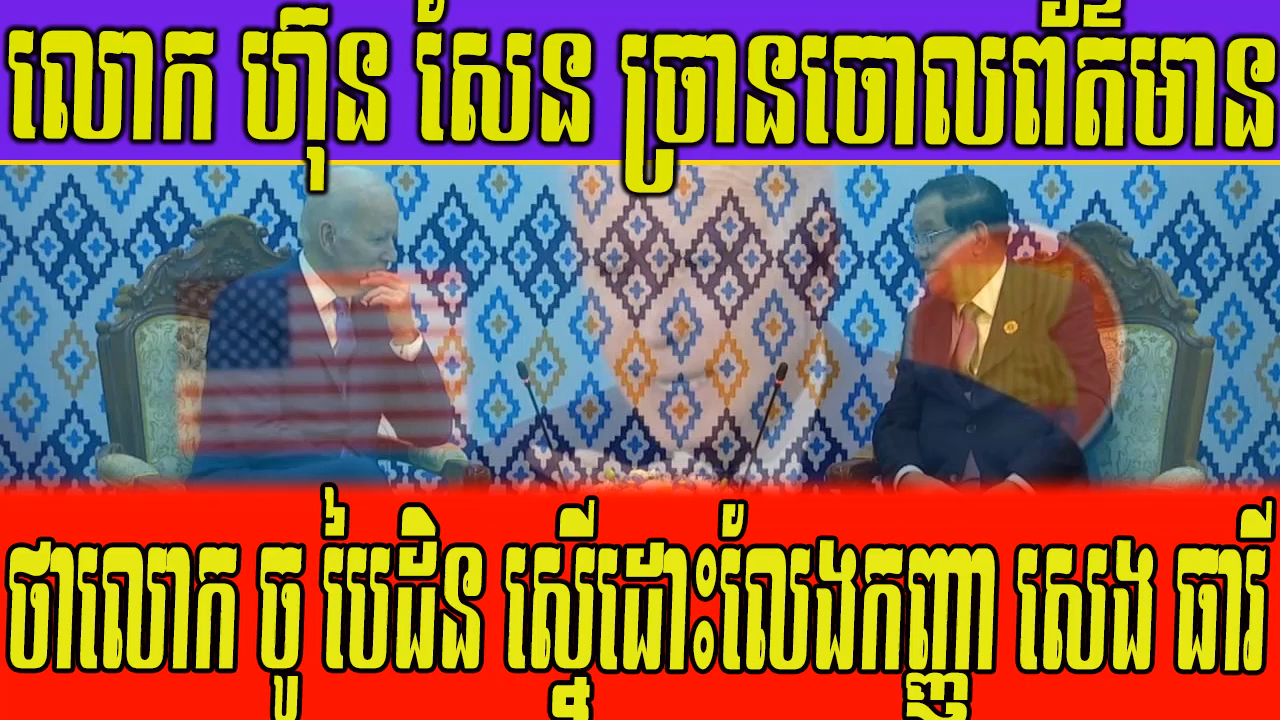 លោក ហ៊ុន សែន ច្រានចោលព័ត៌មាន
ថាលោក ចូ បៃដិន ស្នើដោះលែងកញ្ញា សេង ធារី